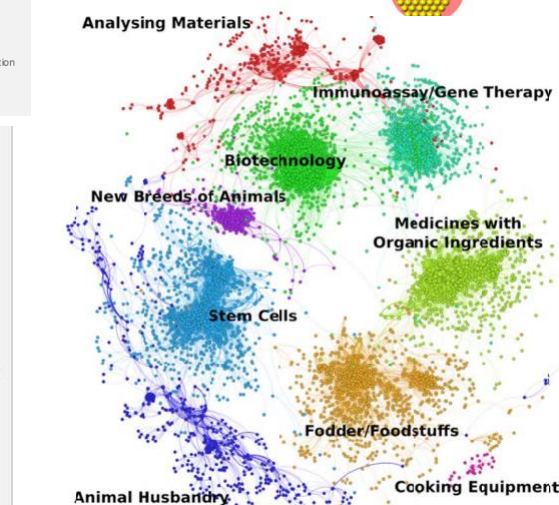 Analysing Materials
tion
Immunoassay/Gene Therapy
Biotechnology
New Breeds of Animals
Medicines with
Organic Ingredients
Stem Cells
Fodder/Foodstuffs
Cooking Equipment
Animal Husbandry